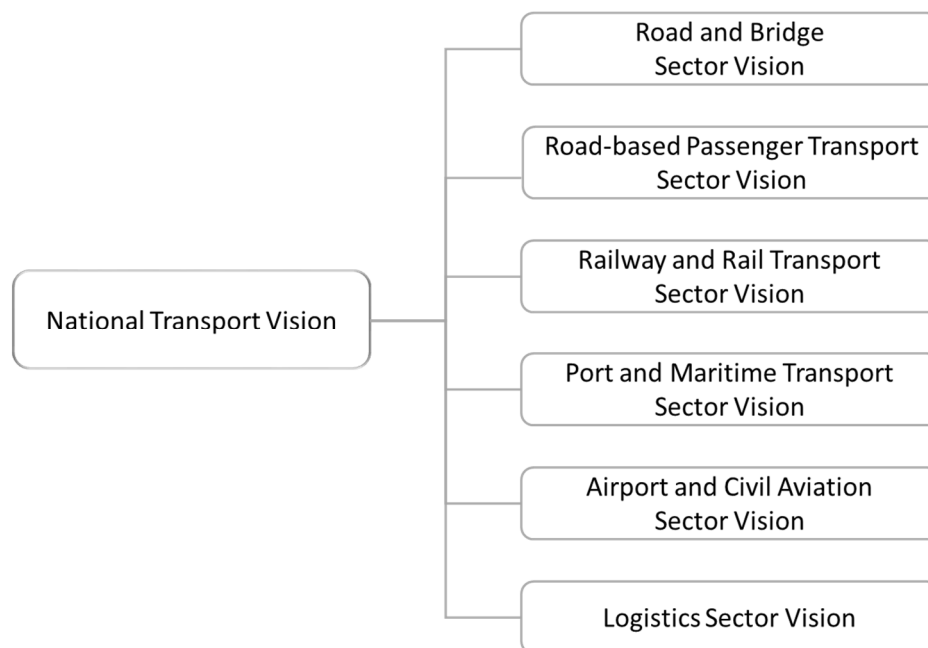 Road and Bridge
Sector Vision
Road-based Passenger Transport
Sector Vision
Railway and Rail Transport
Sector Vision
National Transport Vision
Port and Maritime Transport
Sector Vision
Airport and Civil Aviation
Sector Vision
Logistics Sector Vision